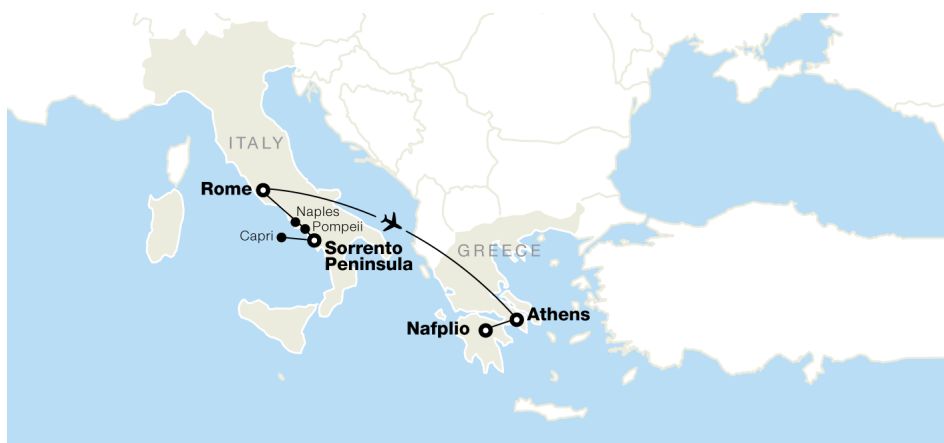 ITALY
Rome
Naples
Pompeii
Capri
Sorrento
Peninsula
GREECE
Athens
Nafplio